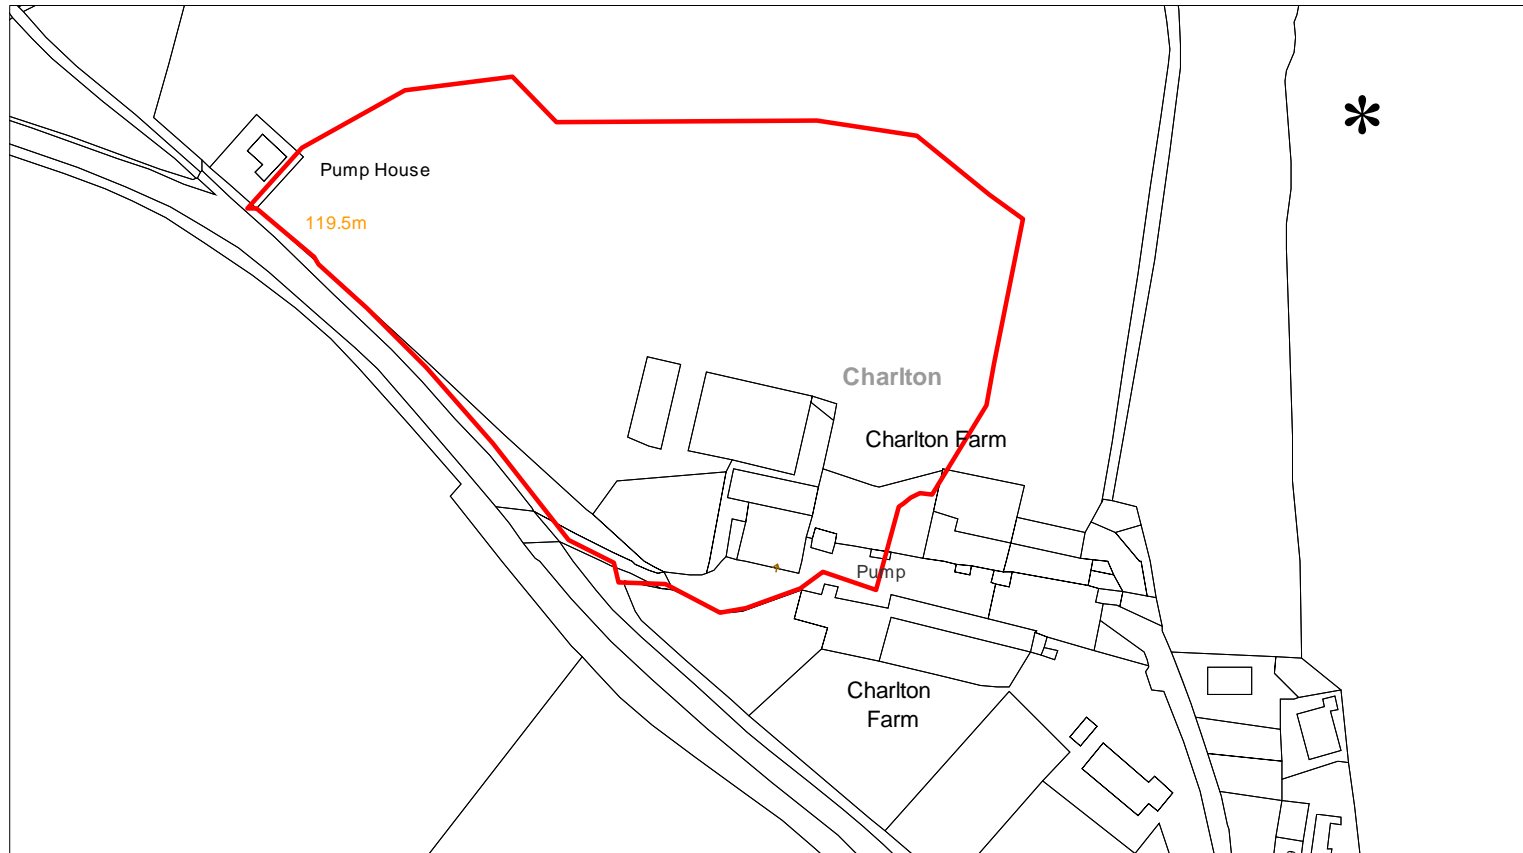 *
Pump House
119.5m
Charlton
Charlton Farm
Pump
Charlton
Farm